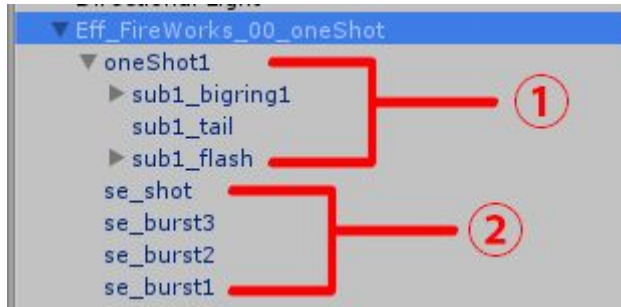 Eff_FireWorks_00_oneShot
oneShot1
sub1_bigring1
①
sub1_tail
sub1_flash
se_shot
se_burst3
②
se_burst2
se_burst1